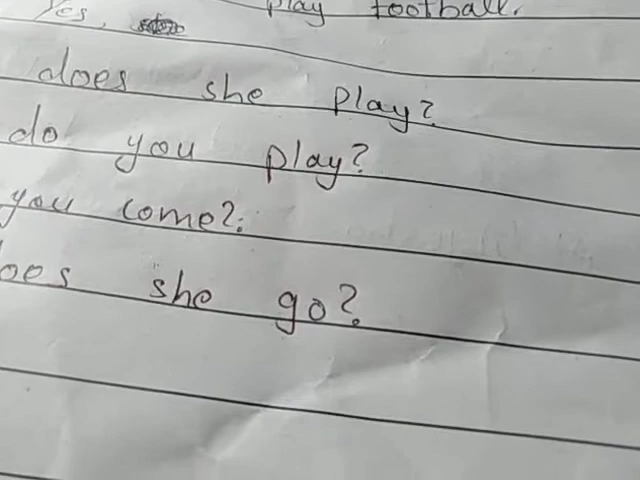 Yes, play football.
does she play?
do you play?
you come?
oes she go?